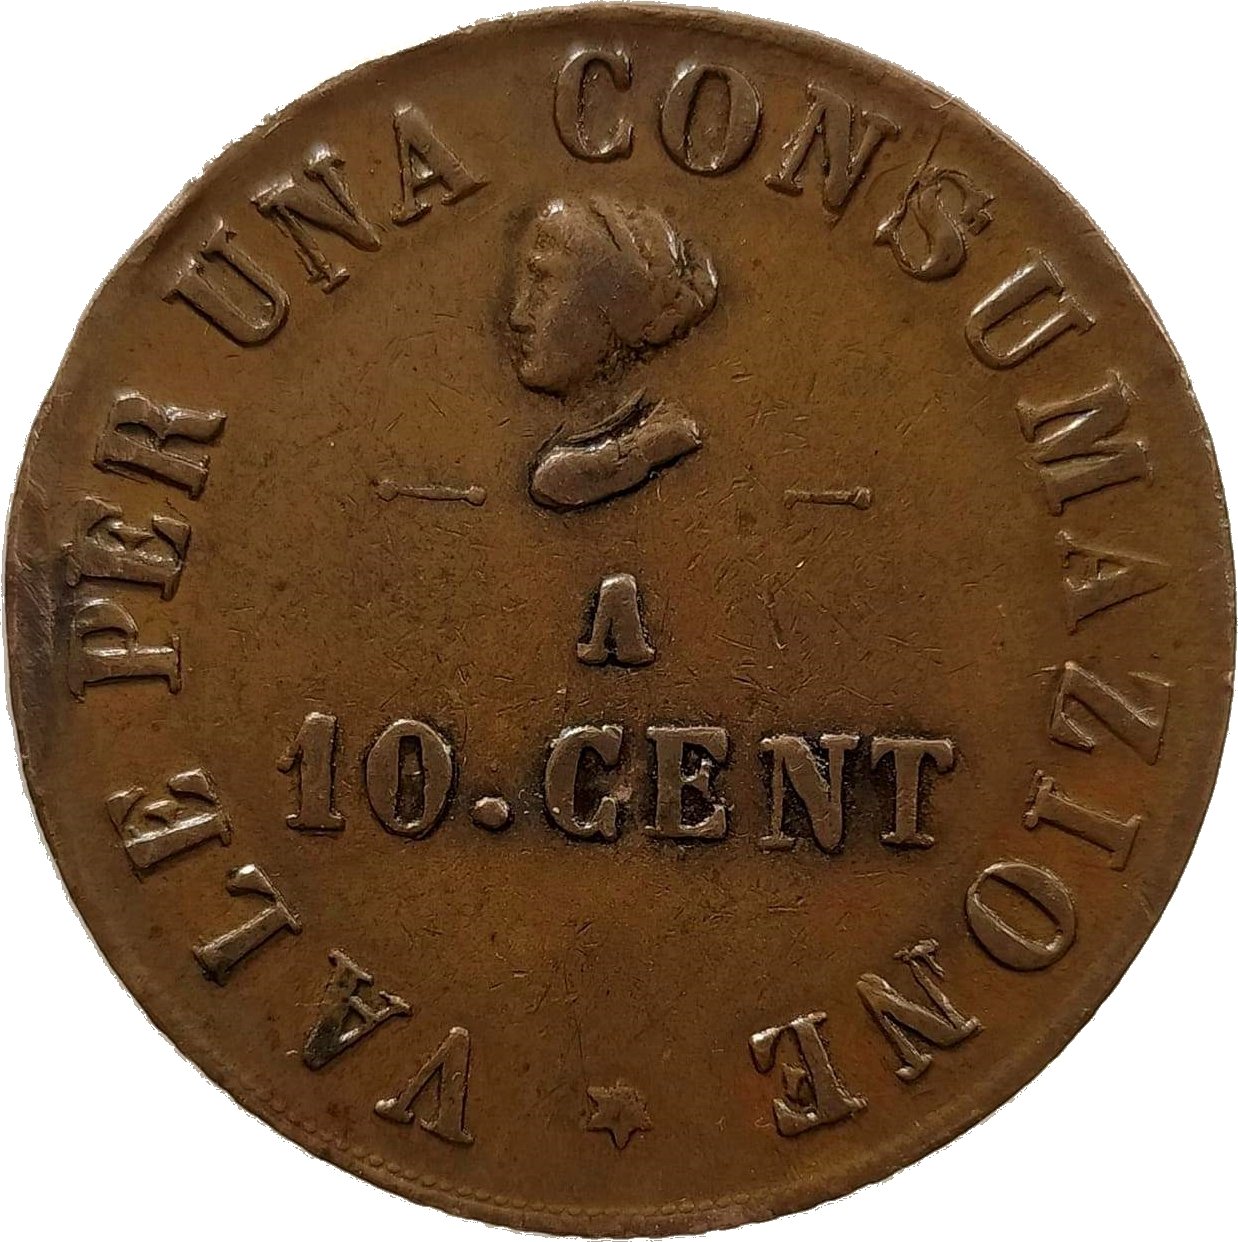 VALE PER UNA CONSUMAZIONE
A
10. CENT